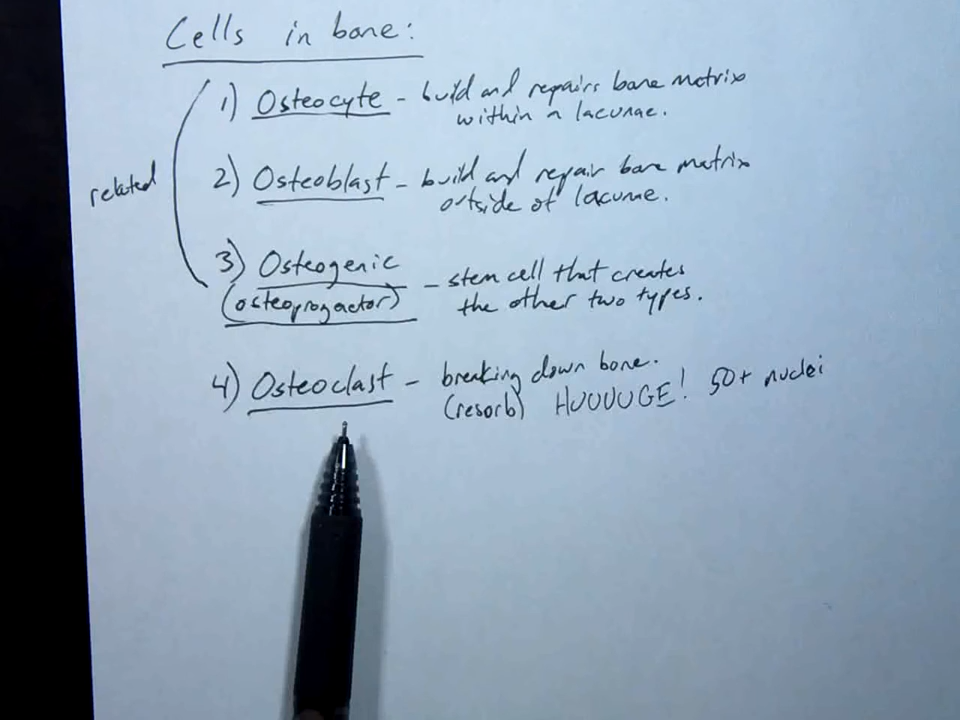 Cells in bone:
1) Osteocyte - build and repairs bone matrix
within a lacunae.
related
2) Osteoblast - build and repair bone matrix
outside of lacunae.
3) Osteogenic - stem cell that creates
(osteoprogactor) the other two types.
4) Osteoclast - breaking down bone.
(resorb) HUUUUGE! 50+ nuclei